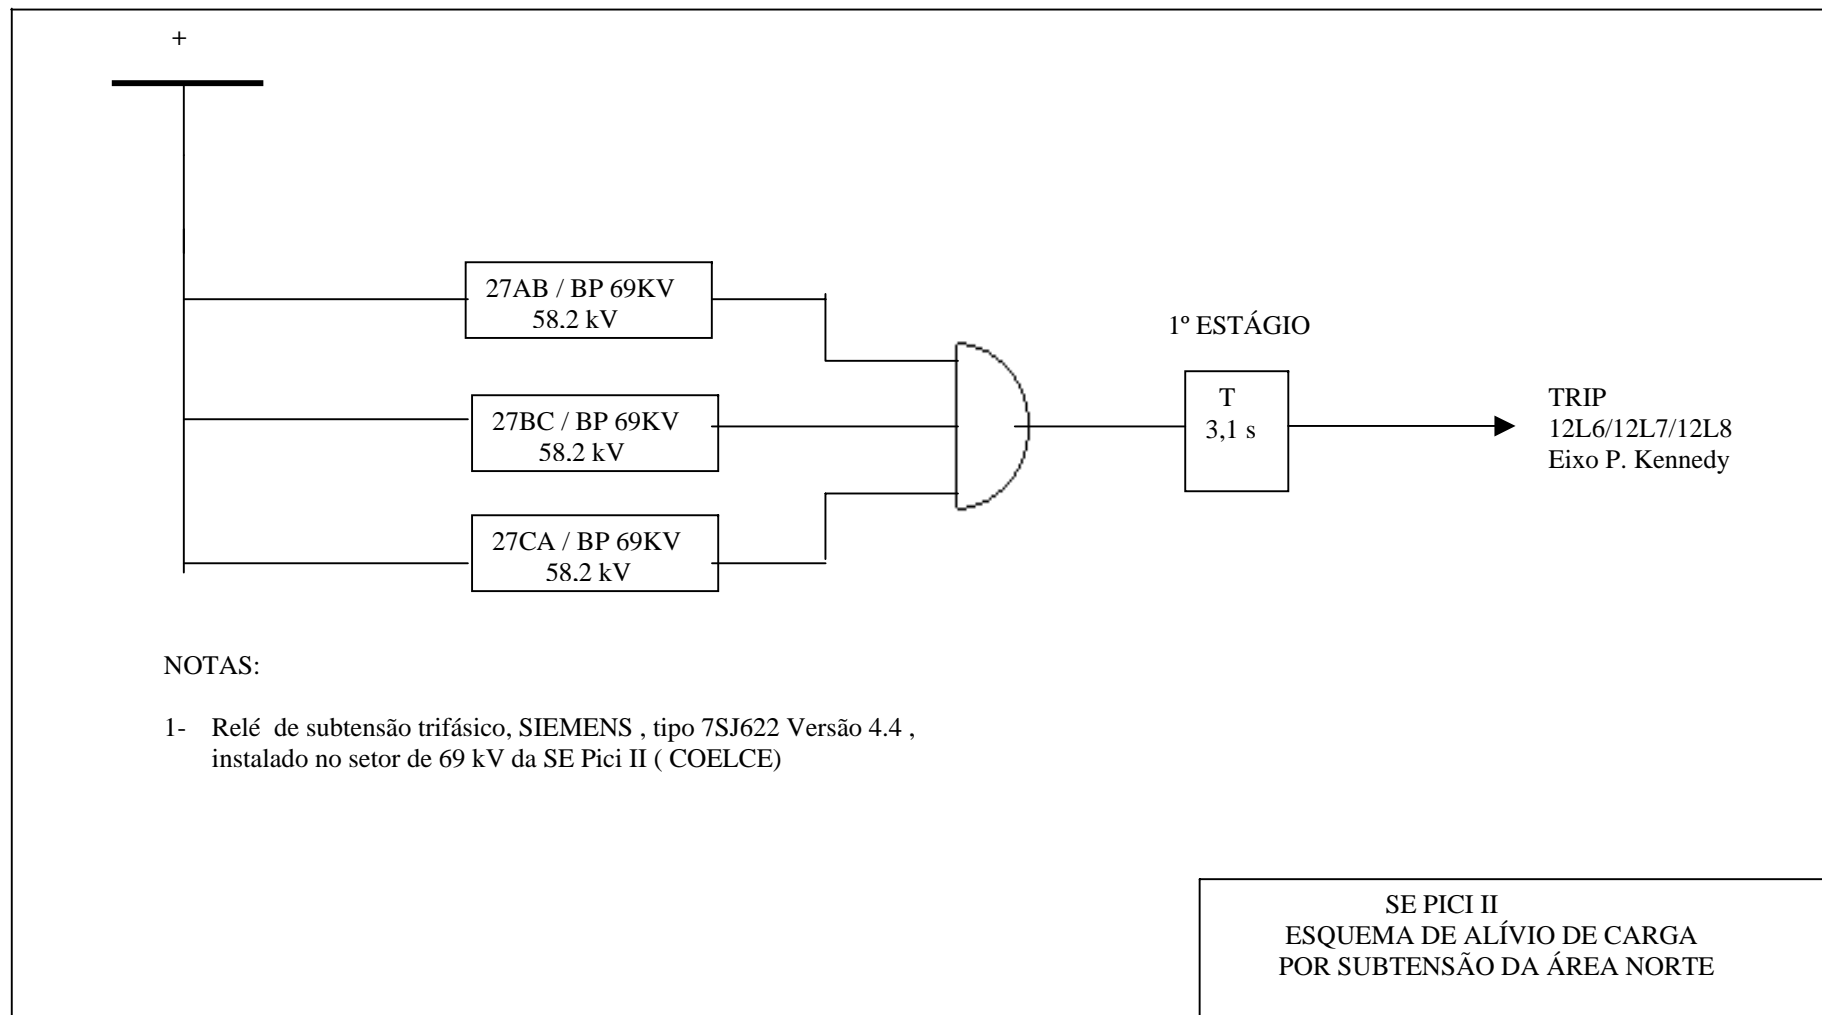 +
27AB / BP 69KV
58,2 kV
27BC / BP 69KV
58,2 kV
27CA / BP 69KV
58,2 kV
1º ESTÁGIO
T
3,1 s
TRIP
12L6/12L7/12L8
Eixo P. Kennedy
NOTAS:
1- Relé de subtensão trifásico, SIEMENS , tipo 7SJ622 Versão 4.4 ,
instalado no setor de 69 kV da SE Pici II ( COELCE)
SE PICI II
ESQUEMA DE ALÍVIO DE CARGA
POR SUBTENSÃO DA ÁREA NORTE